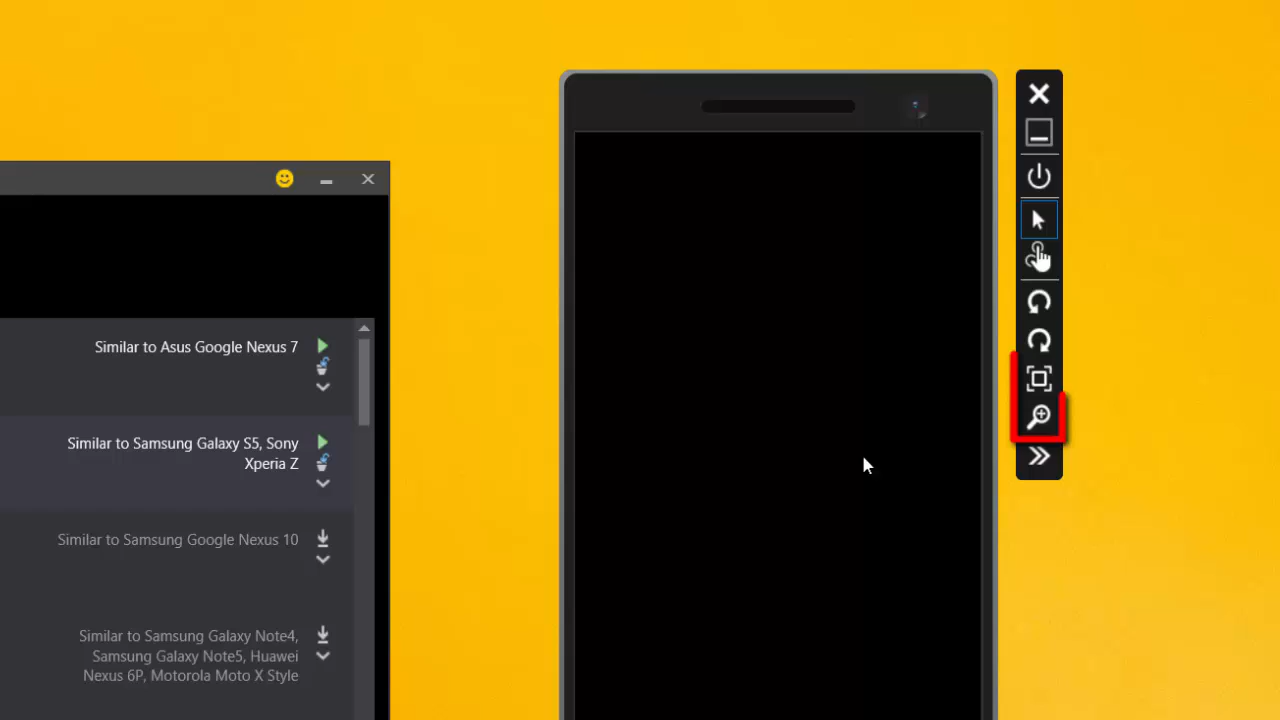 Similar to Asus Google Nexus 7
Similar to Samsung Galaxy S5, Sony
Xperia Z
Similar to Samsung Google Nexus 10
Similar to Samsung Galaxy Note4,
Samsung Galaxy Note5, Huawei
Nexus 6P, Motorola Moto X Style